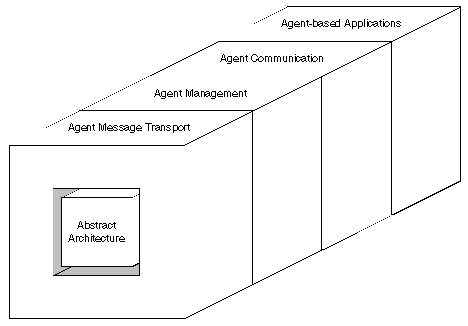 Agent-based Applications
Agent Communication
Agent Management
Agent Message Transport
Abstract
Architecture